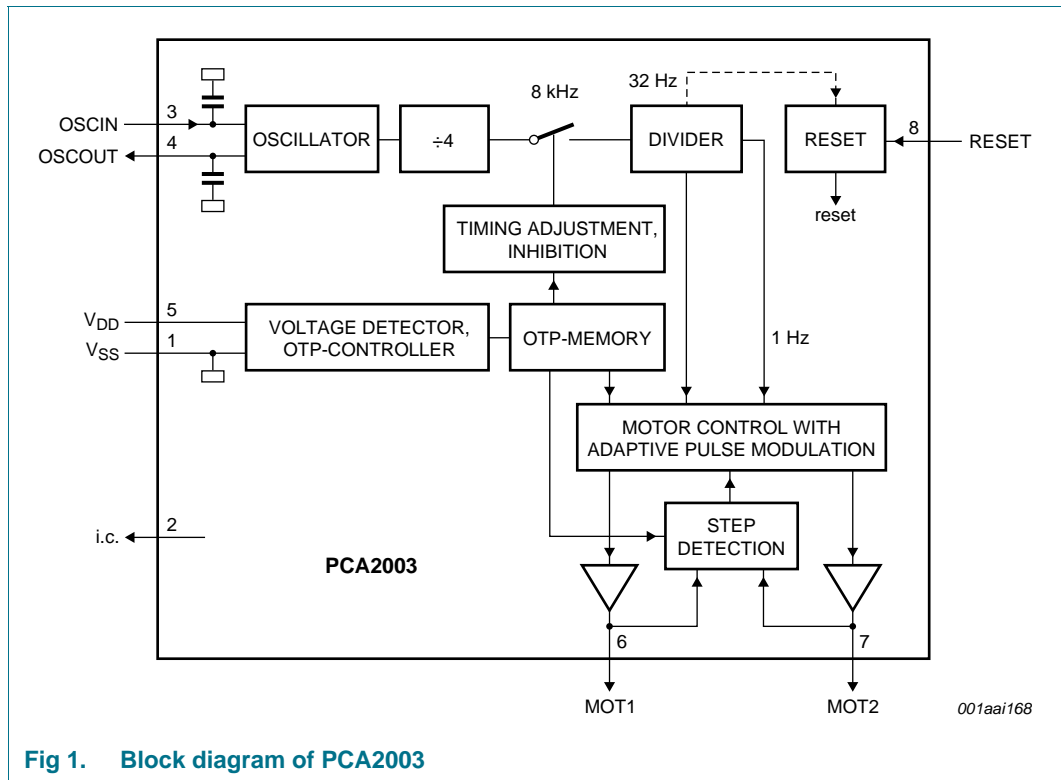 32 Hz
8 kHz
3
OSCIN
4
OSCOUT
OSCILLATOR
÷4
DIVIDER
RESET
8
RESET
reset
TIMING ADJUSTMENT,
INHIBITION
5
VDD
1
VSS
VOLTAGE DETECTOR,
OTP-CONTROLLER
OTP-MEMORY
1 Hz
MOTOR CONTROL WITH
ADAPTIVE PULSE MODULATION
2
i.c.
STEP
DETECTION
PCA2003
6
7
MOT1
MOT2
001aai168
Fig 1. Block diagram of PCA2003